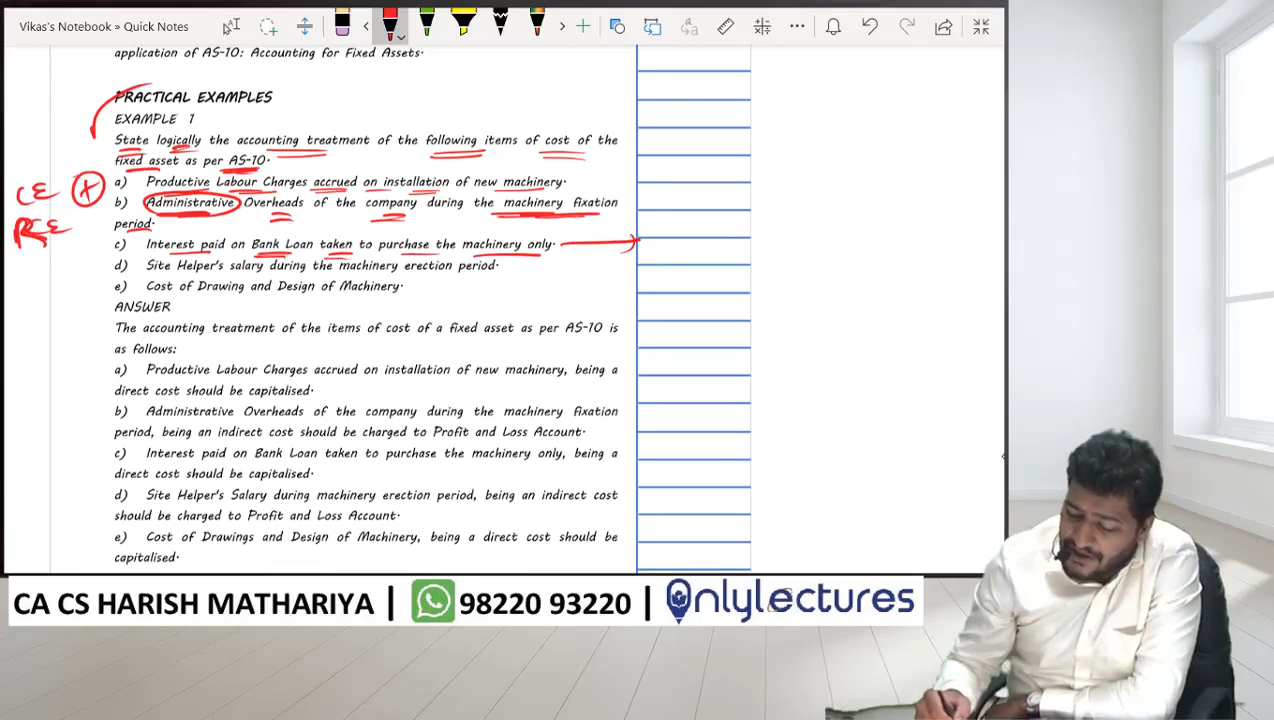 Vikas's Notebook » Quick Notes
application of AS-10: Accounting for Fixed Assets.
PRACTICAL EXAMPLES
EXAMPLE 1
State logically the accounting treatment of the following items of cost of the
fixed asset as per AS-10.
a) Productive Labour Charges accrued on installation of new machinery.
CE
b) Administrative Overheads of the company during the machinery fixation
period.
RE
c) Interest paid on Bank Loan taken to purchase the machinery only.
d) Site Helper's salary during the machinery erection period.
e) Cost of Drawing and Design of Machinery.
ANSWER
The accounting treatment of the items of cost of a fixed asset as per AS-10 is
as follows:
a) Productive Labour Charges accrued on installation of new machinery, being a
direct cost should be capitalised.
b) Administrative Overheads of the company during the machinery fixation
period, being an indirect cost should be charged to Profit and Loss Account.
c) Interest paid on Bank Loan taken to purchase the machinery only, being a
direct cost should be capitalised.
d) Site Helper's Salary during machinery erection period, being an indirect cost
should be charged to Profit and Loss Account.
e) Cost of Drawings and Design of Machinery, being a direct cost should be
capitalised.
CA CS HARISH MATHARIYA | 98220 93220 | Onlylectures